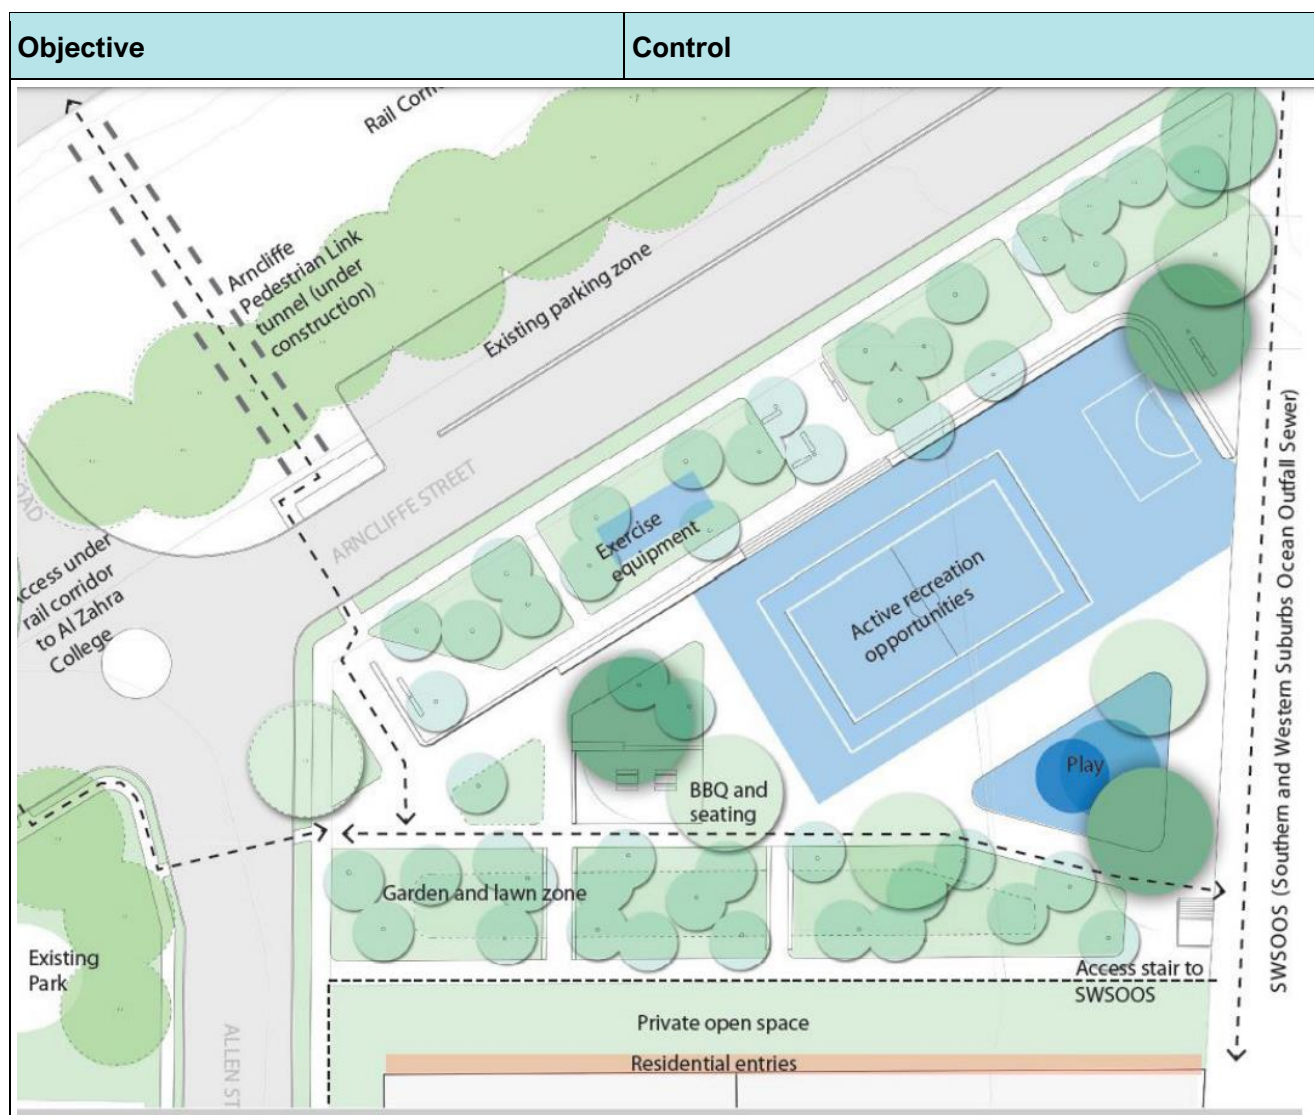 Objective
Control
Rail
Arncliffe
Pedestrian Link
tunnel (under
construction)
Existing parking zone
ARNCLIFFE STREET
Exercise
equipment
Active recreation
opportunities
under
rail corridor
to Al Zahra
College
Play
BBQ and
seating
Garden and lawn zone
Existing
Park
Access stair to
SWSOOS
SWSOOS (Southern and Western Suburbs Ocean Outfall Sewer)
Private open space
Residential entries
ALLEN ST